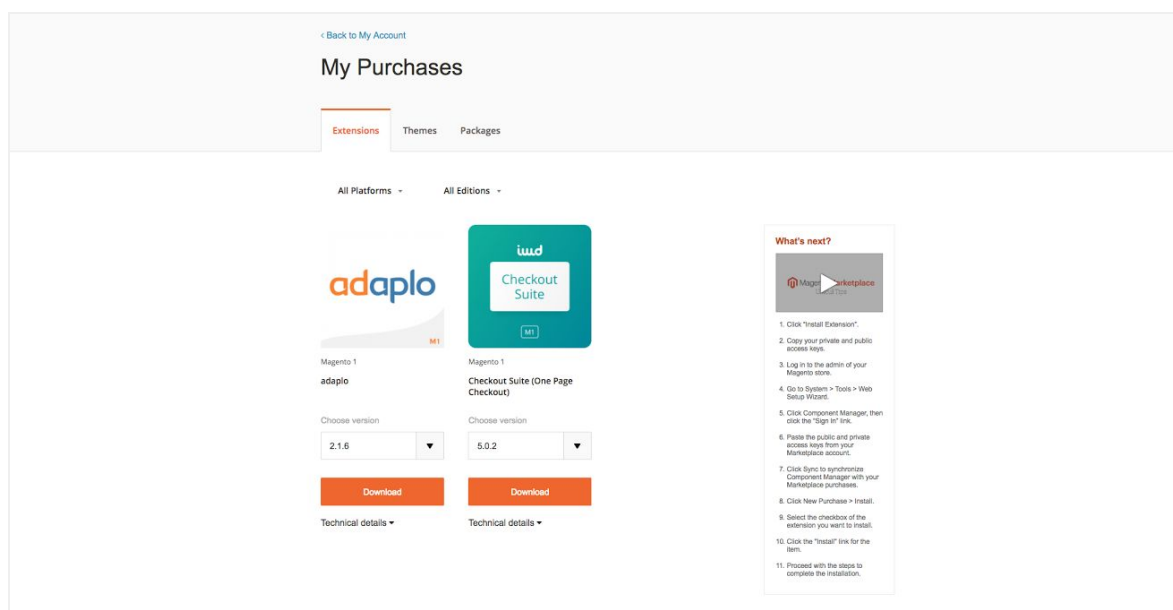 < Back to My Account
My Purchases
Extensions Themes Packages
All Platforms All Editions
adaplo
M1
Magento 1
adaplo
Choose version
2.1.6
Download
Technical details
iwd
Checkout
Suite
M1
Magento 1
Checkout Suite (One Page
Checkout)
Choose version
5.0.2
Download
Technical details
What's next?
1. Click "Install Extension".
2. Copy your private and public
access keys.
3. Log in to the admin of your
Magento store.
4. Go to System > Tools > Web
Setup Wizard.
5. Click Component Manager, then
click the "Sign In" link.
6. Paste the public and private
access keys from your
Marketplace account.
7. Click Sync to synchronize
Component Manager with your
Marketplace purchases.
8. Click New Purchase > Install.
9. Select the checkbox of the
extension you want to install.
10. Click the "Install" link for the
item.
11. Proceed with the steps to
complete the installation.